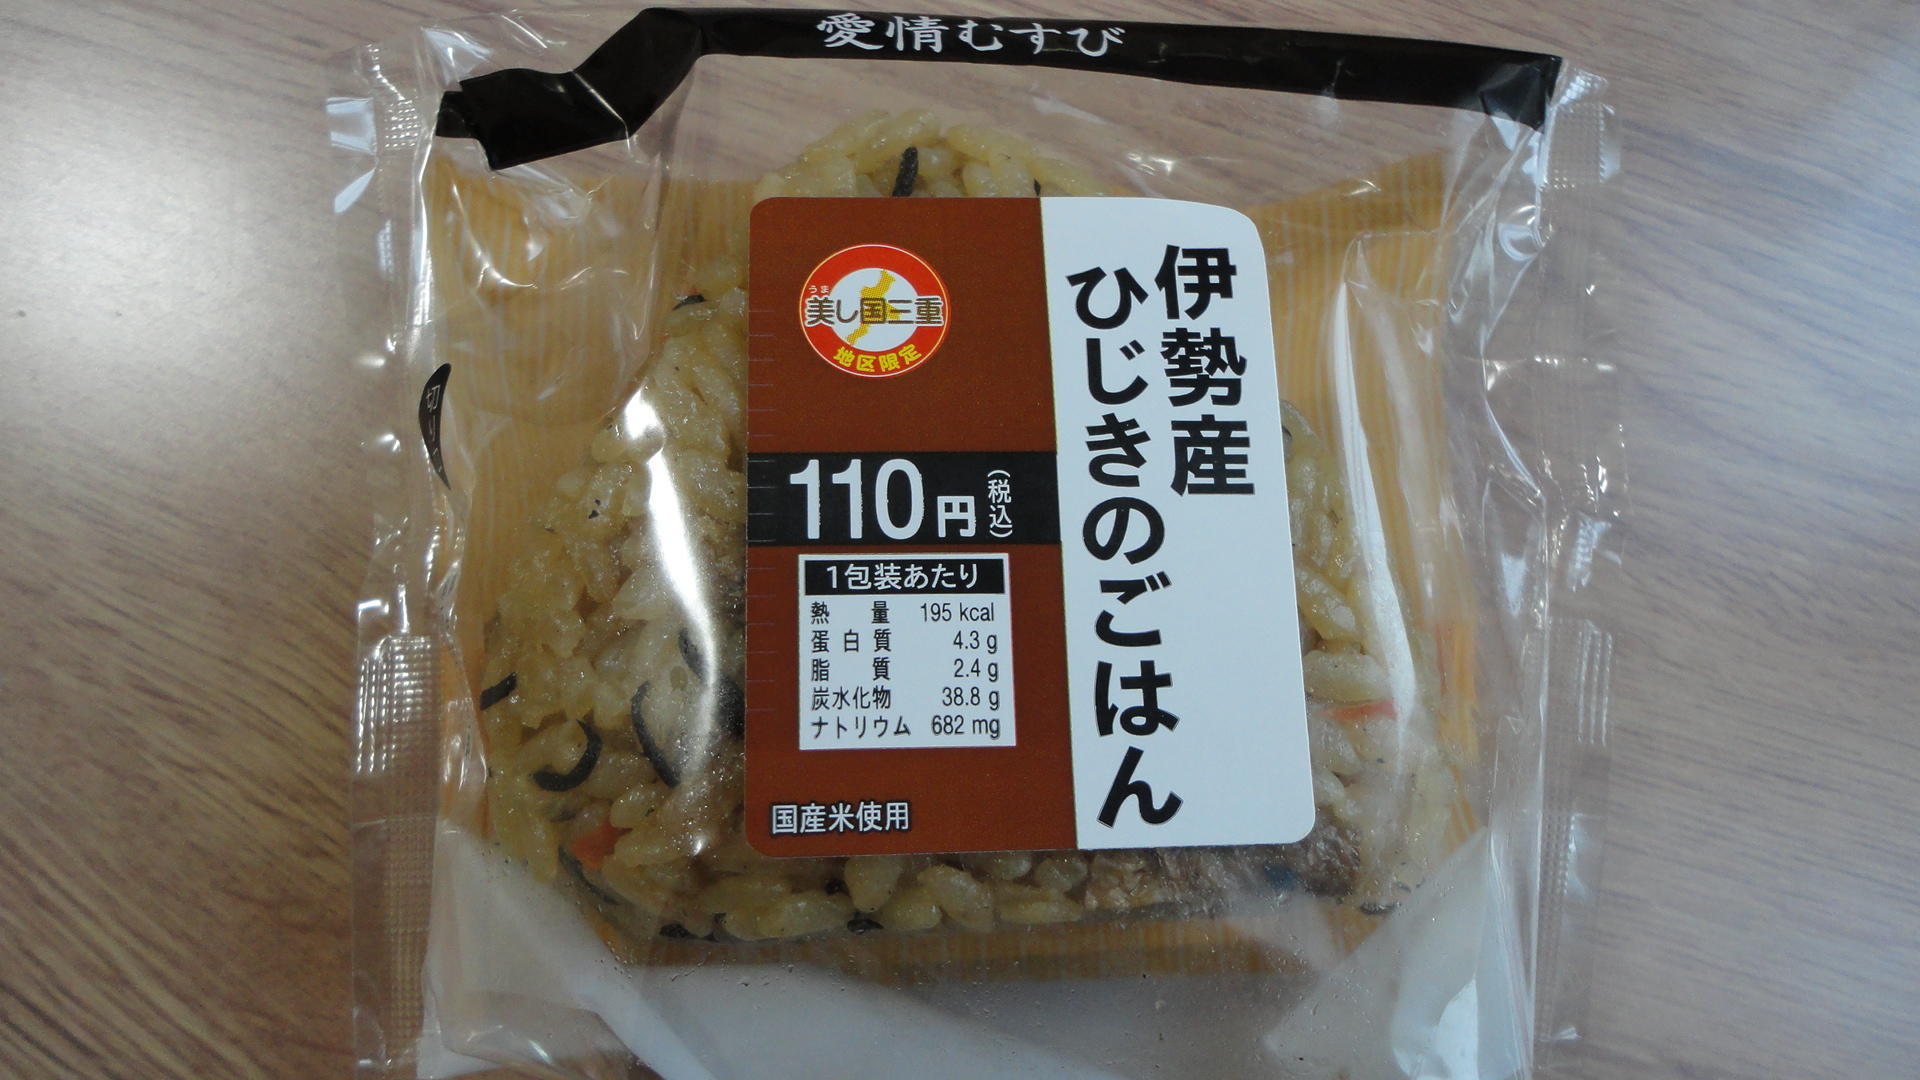 愛情むすび
伊勢産
ひじきのごはん
うま
美し国三重
地区限定
110円(税込)
1包装あたり
熱量 195 kcal
蛋白質 4.3 g
脂質 2.4 g
炭水化物 38.8 g
ナトリウム 682 mg
国産米使用
切り